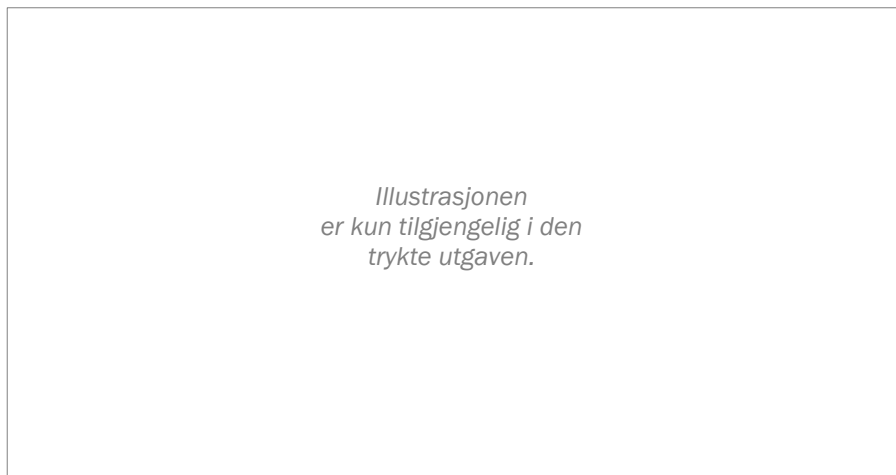 Illustrasjonen
er kun tilgjengelig i den
trykte utgaven.